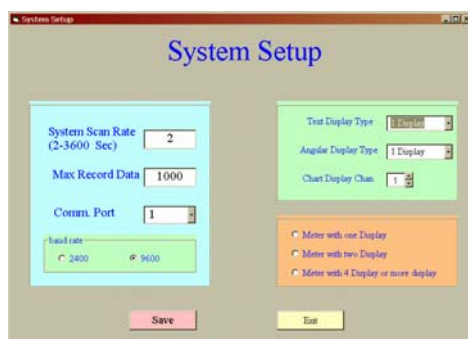 System Setup
System Setup
System Scan Rate
(2-3600 Sec)
2
Max Record Data
1000
Comm. Port
1
baud rate
2400
9600
Text Display Type
1 Display
Angular Display Type
1 Display
Chart Display Chan.
1
Meter with one Display
Meter with two Display
Meter with 4 Display or more display
Save
Exit